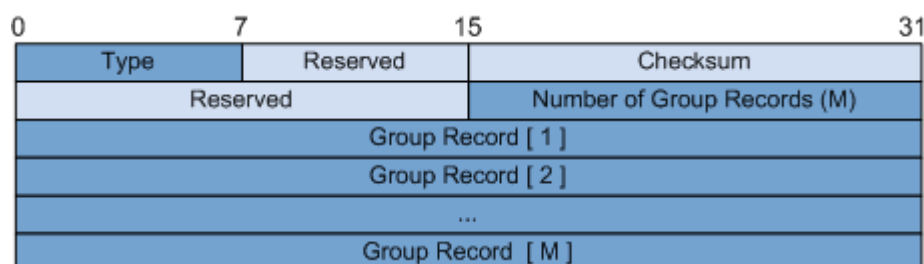 0 7 15 31
Type Reserved Checksum
Reserved Number of Group Records (M)
Group Record [ 1 ]
Group Record [ 2 ]
...
Group Record [ M ]